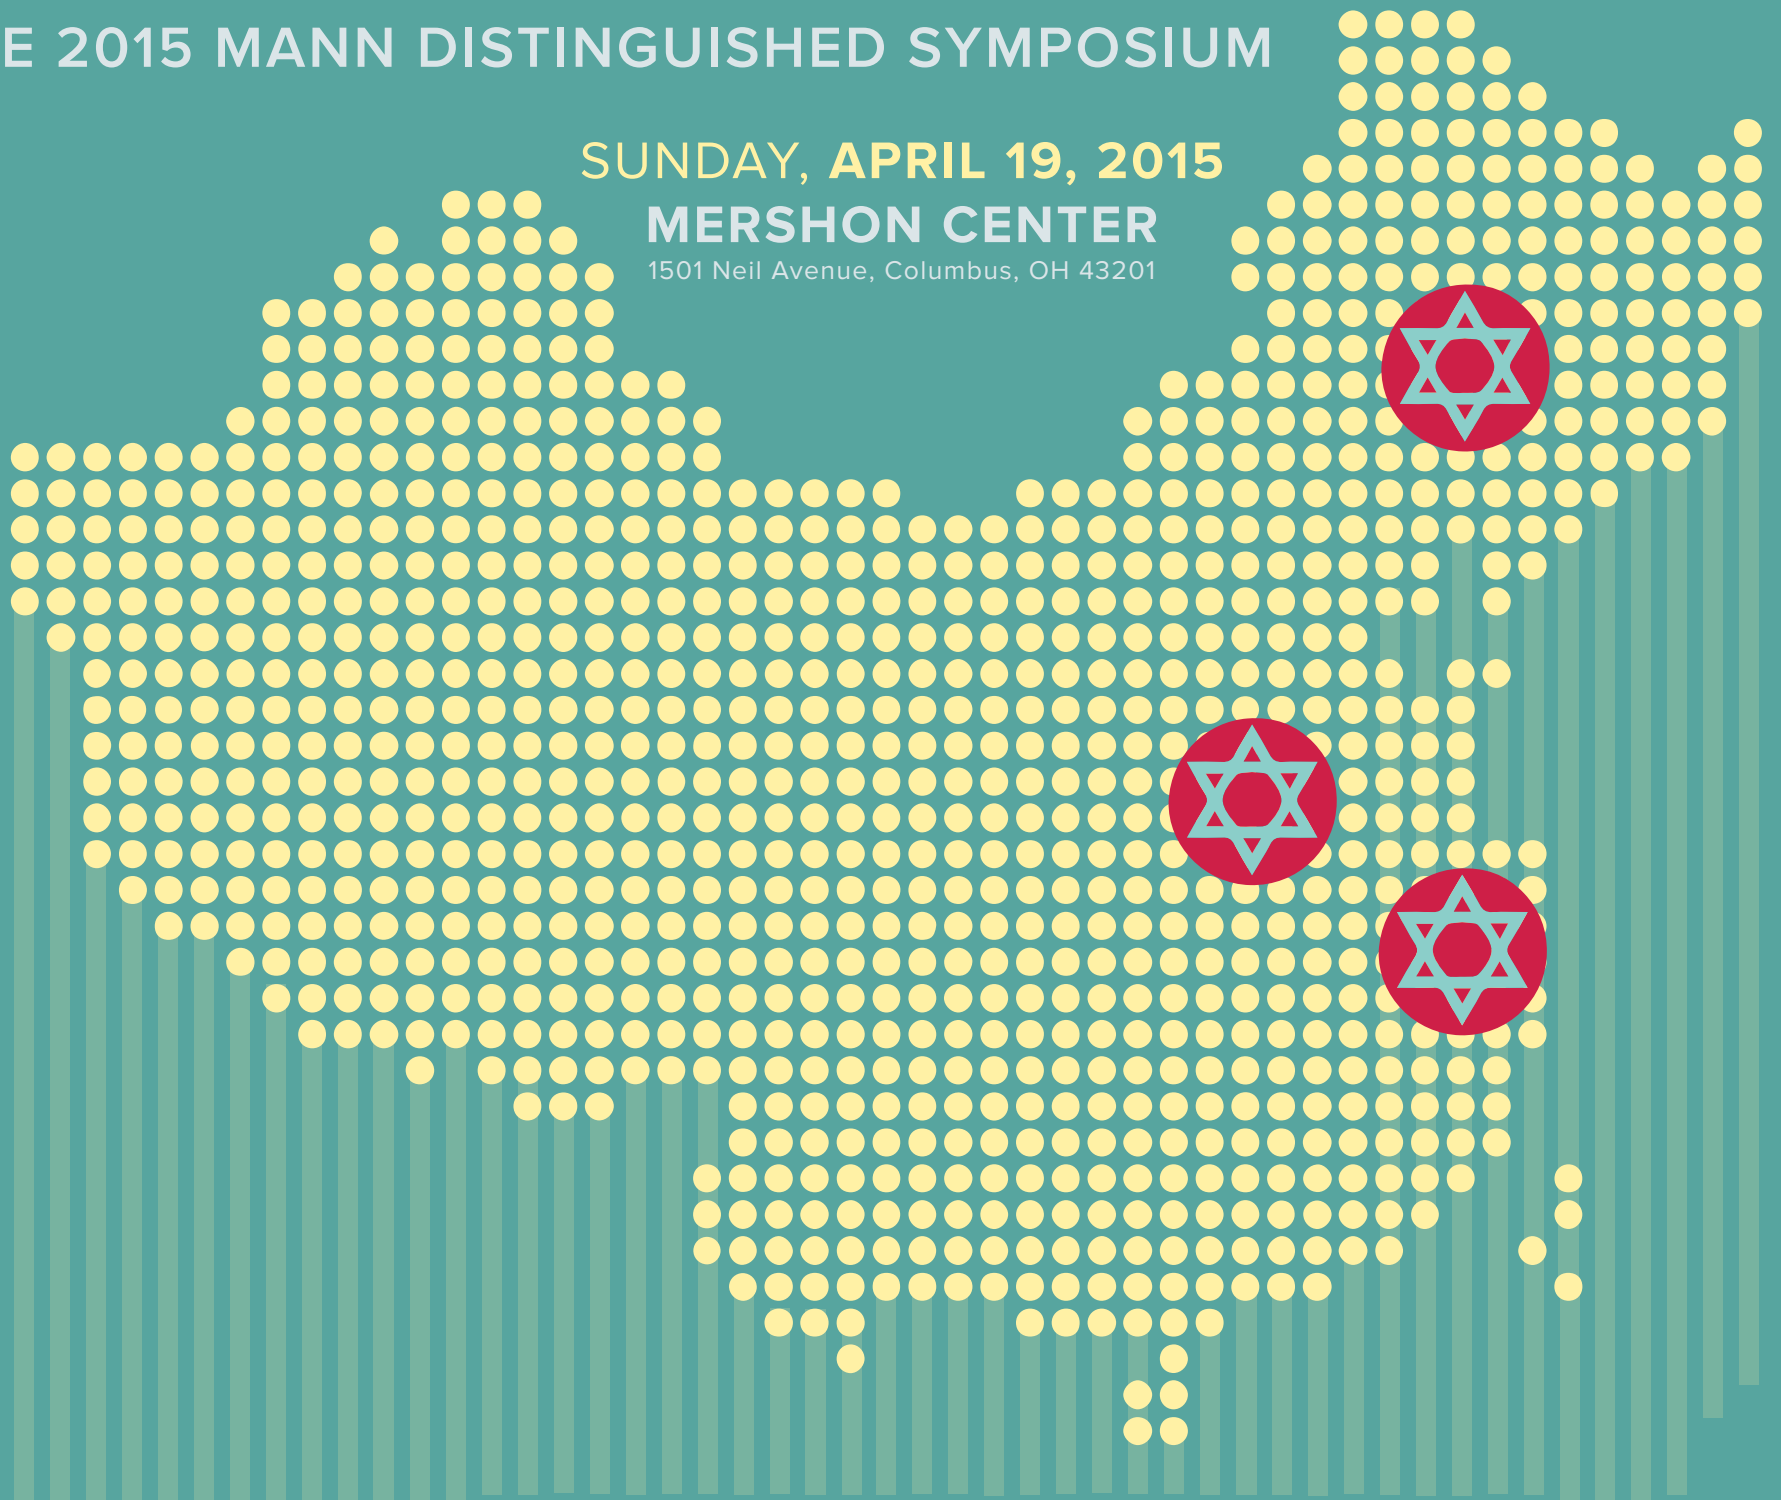 E 2015 MANN DISTINGUISHED SYMPOSIUM
SUNDAY, APRIL 19, 2015
MERSHON CENTER
1501 Neil Avenue, Columbus, OH 43201